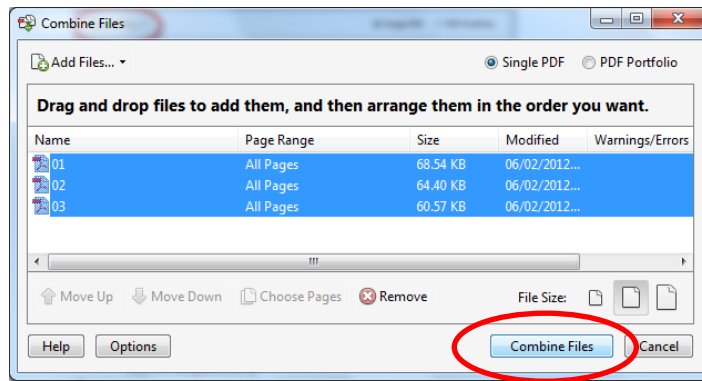 Combine Files
Add Files... Single PDF PDF Portfolio
Drag and drop files to add them, and then arrange them in the order you want.
Name Page Range Size Modified Warnings/Errors
01 All Pages 68.54 KB 06/02/2012...
02 All Pages 64.40 KB 06/02/2012...
03 All Pages 60.57 KB 06/02/2012...
Move Up Move Down Choose Pages Remove File Size:
Help Options Combine Files Cancel